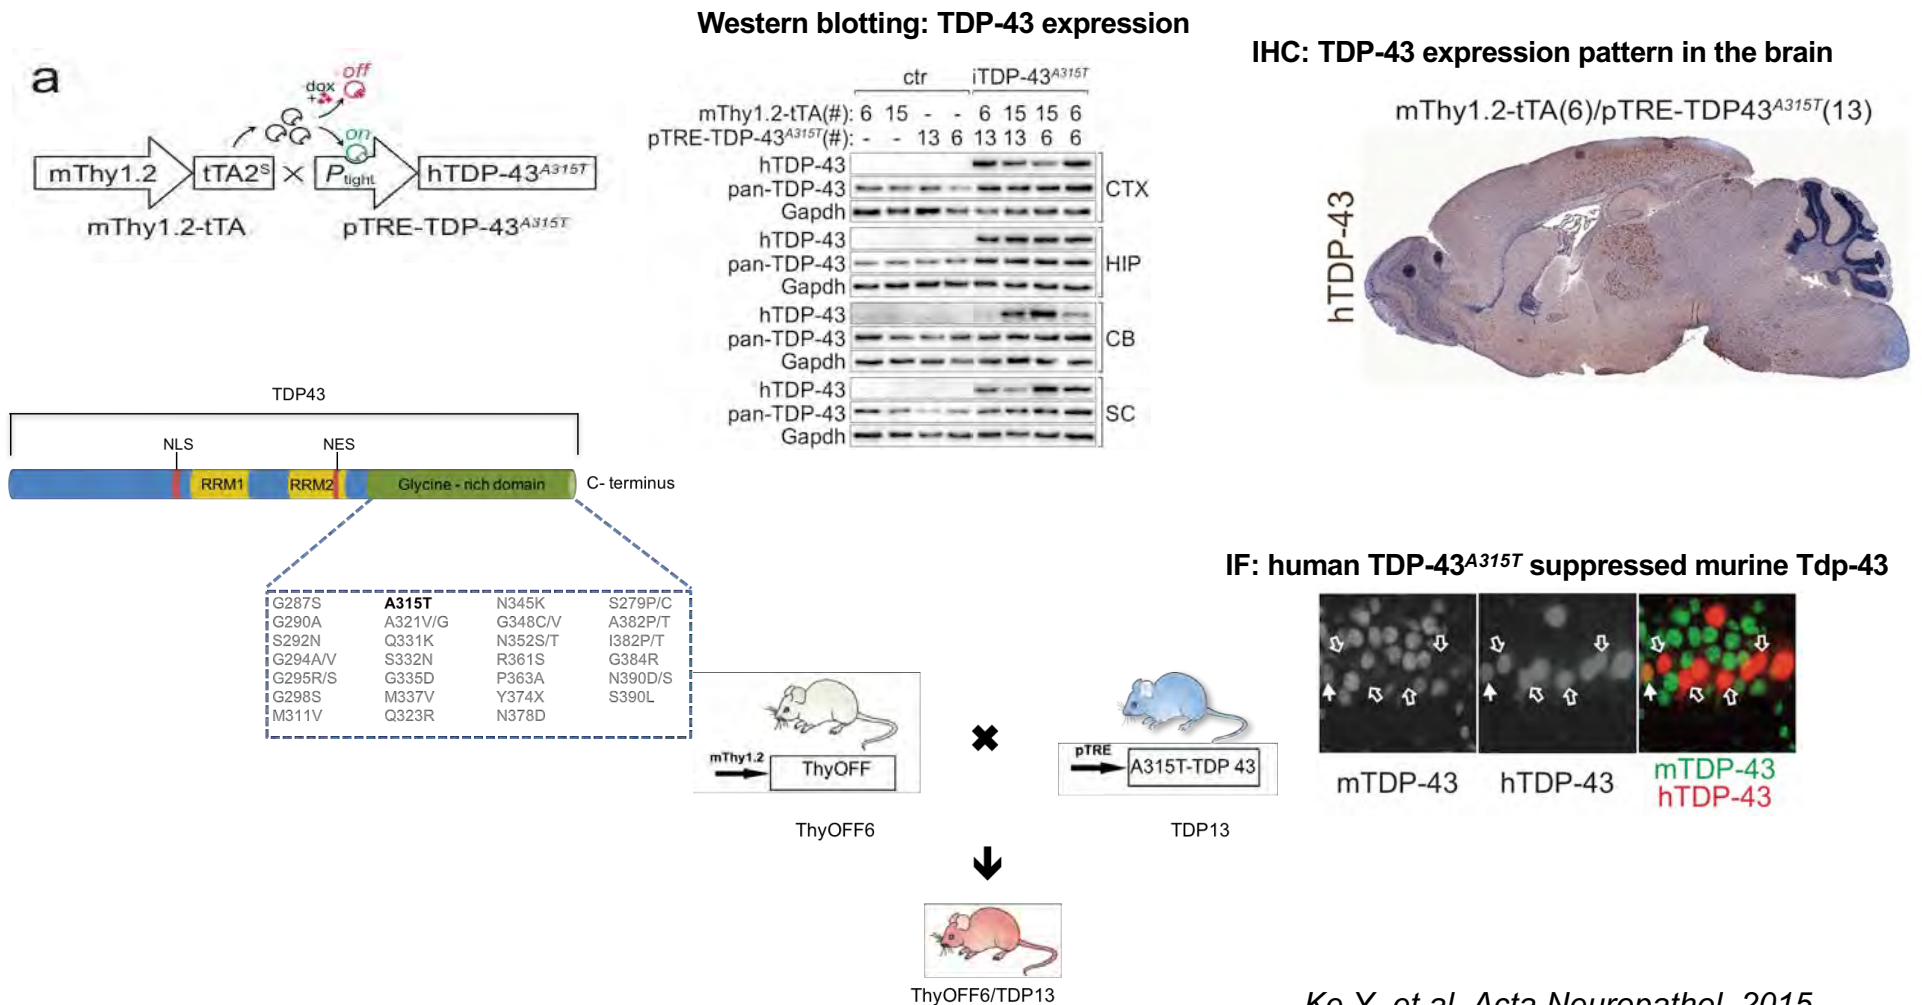 Western blotting: TDP-43 expression
IHC: TDP-43 expression pattern in the brain
a
dox
+
off
on
mThy1.2
tTA2S
×
Ptight
hTDP-43A315T
mThy1.2-tTA
pTRE-TDP-43A315T
ctr iTDP-43A315T
mThy1.2-tTA(#): 6 15 - - 6 15 15 6
pTRE-TDP-43A315T(#): - - 13 6 13 13 6 6
hTDP-43
pan-TDP-43 CTX
Gapdh
hTDP-43
pan-TDP-43 HIP
Gapdh
hTDP-43
pan-TDP-43 CB
Gapdh
hTDP-43
pan-TDP-43 SC
Gapdh
mThy1.2-tTA(6)/pTRE-TDP43A315T(13)
hTDP-43
TDP43
NLS NES
RRM1 RRM2 Glycine - rich domain C- terminus
G287S A315T N345K S279P/C
G290A A321V/G G348C/V A382P/T
S292N Q331K N352S/T I382P/T
G294A/V S332N R361S G384R
G295R/S G335D P363A N390D/S
G298S M337V Y374X S390L
M311V Q323R N378D
mThy1.2 ThyOFF
pTRE A315T-TDP 43
ThyOFF6 TDP13
ThyOFF6/TDP13
IF: human TDP-43A315T suppressed murine Tdp-43
mTDP-43 hTDP-43 mTDP-43
hTDP-43
Ke Y. et al. Acta Neuropathol. 2015